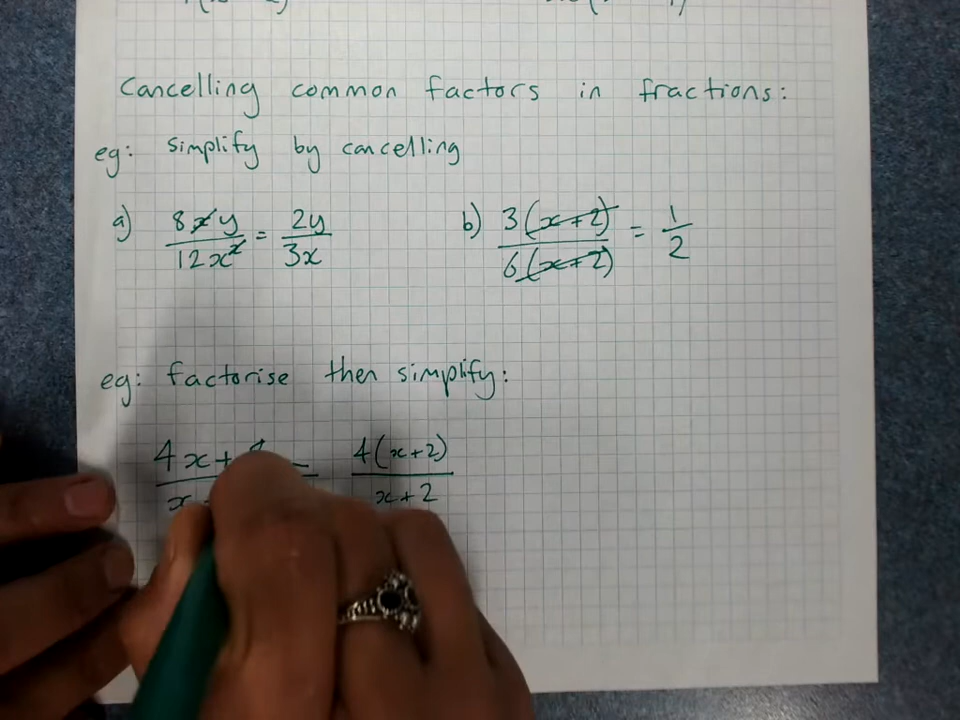 Cancelling common factors in fractions:
eg: simplify by cancelling
a) 8xy/12x² = 2y/3x b) 3(x+2)/6(x+2) = 1/2
eg: factorise then simplify:
4x+ = 4(x+2)/x+2
x